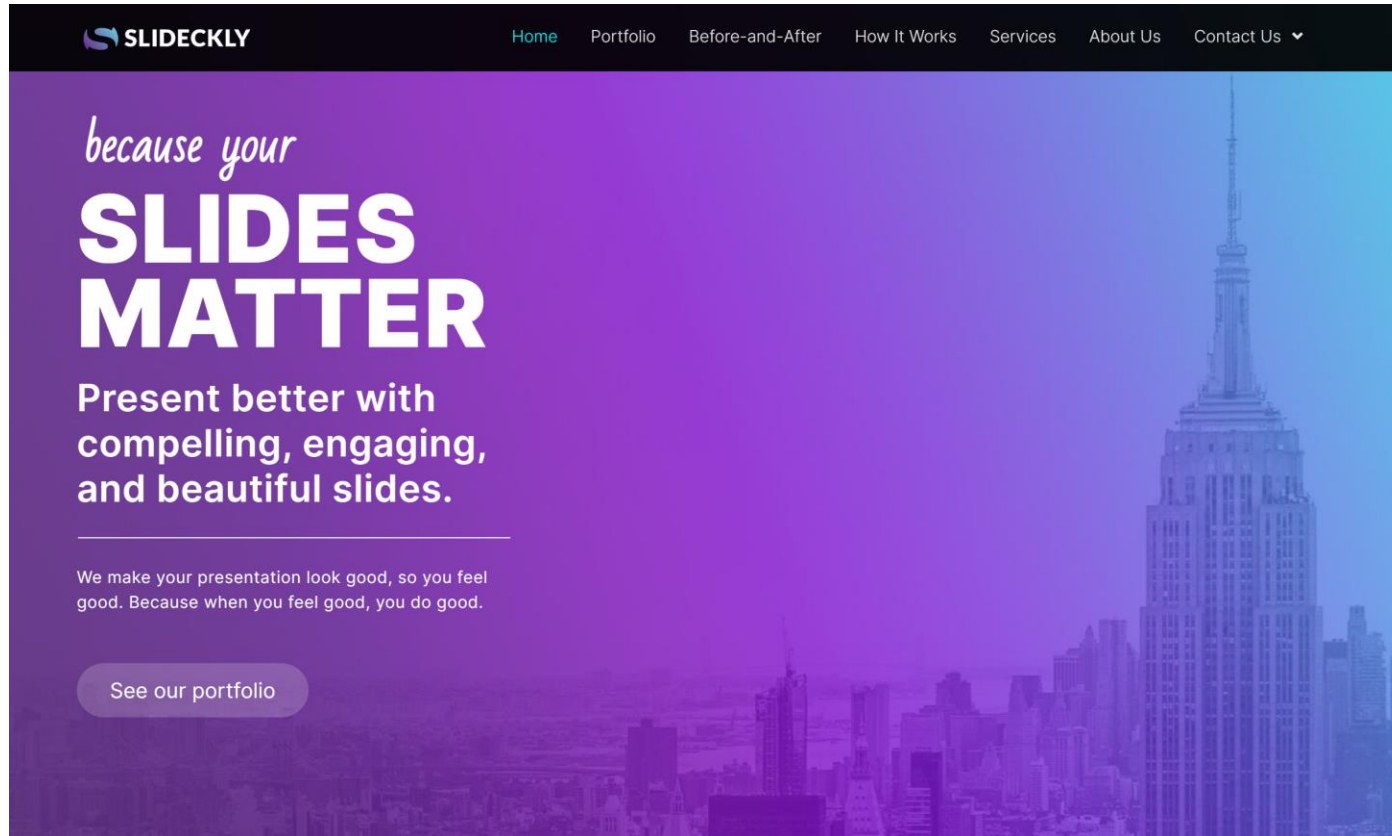 SLIDECKLY
Home Portfolio Before-and-After How It Works Services About Us Contact Us
because your
SLIDES
MATTER
Present better with
compelling, engaging,
and beautiful slides.
We make your presentation look good, so you feel
good. Because when you feel good, you do good.
See our portfolio